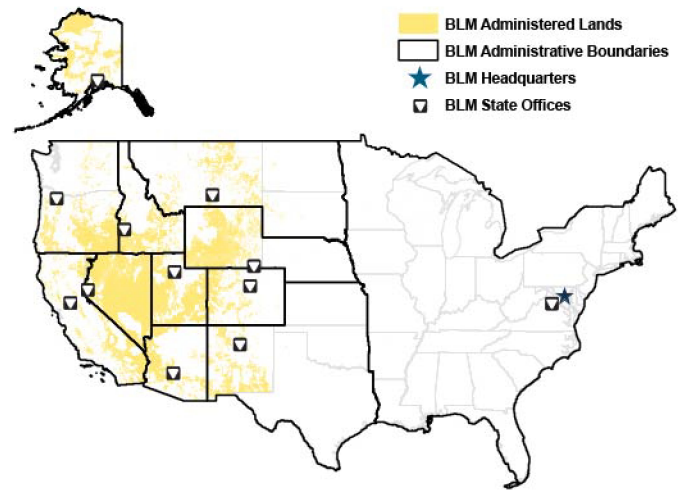 BLM Administered Lands
BLM Administrative Boundaries
BLM Headquarters
BLM State Offices